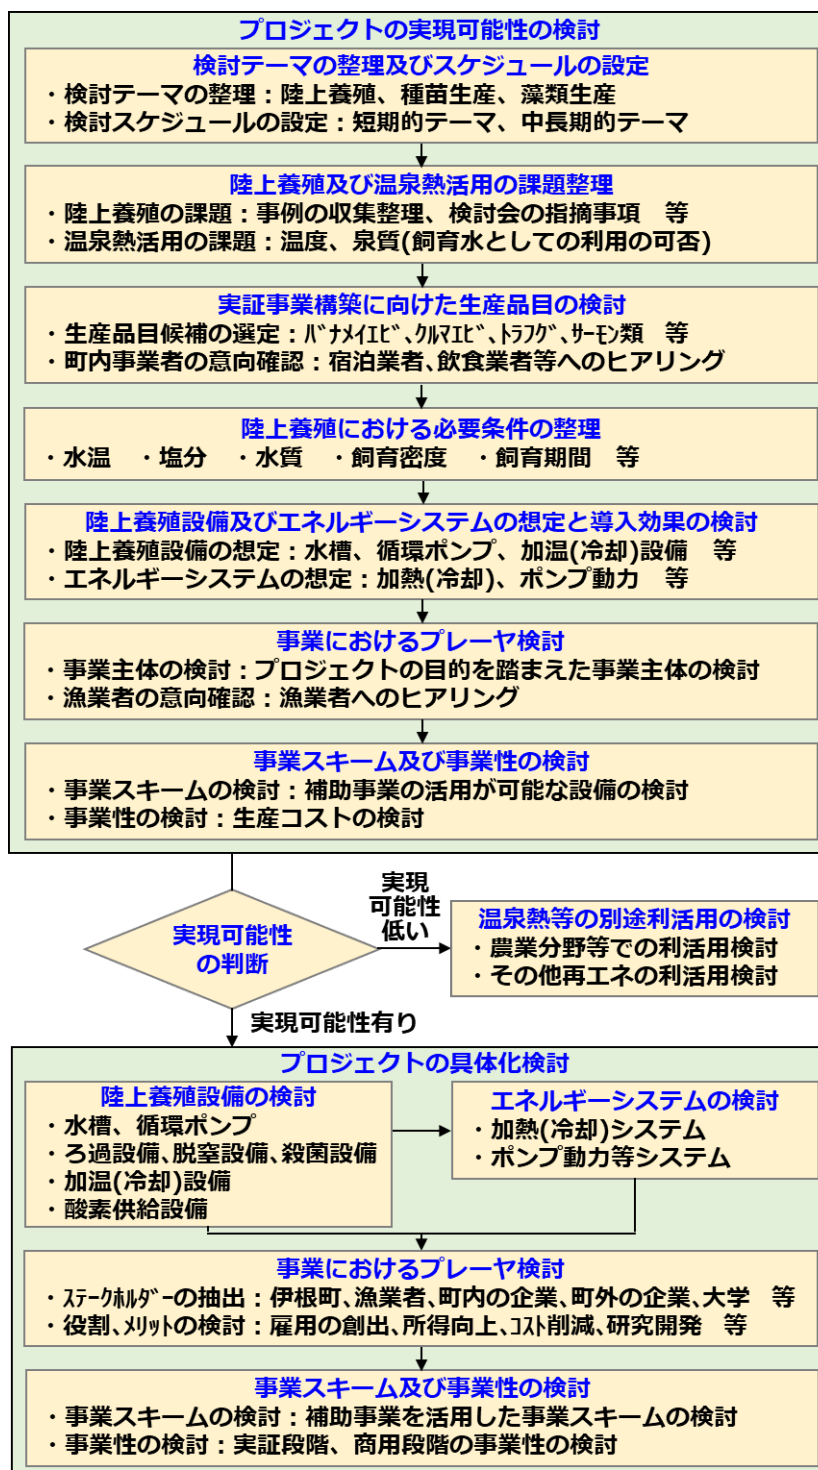 プロジェクトの実現可能性の検討
検討テーマの整理及びスケジュールの設定
・検討テーマの整理：陸上養殖、種苗生産、藻類生産
・検討スケジュールの設定：短期的テーマ、中長期的テーマ
陸上養殖及び温泉熱活用の課題整理
・陸上養殖の課題：事例の収集整理、検討会の指摘事項　等
・温泉熱活用の課題：温度、泉質(飼育水としての利用の可否)
実証事業構築に向けた生産品目の検討
・生産品目候補の選定：ﾊﾞﾅﾒｲｴﾋﾞ、ｸﾙﾏｴﾋﾞ、ﾄﾗﾌｸﾞ、ｻｰﾓﾝ類　等
・町内事業者の意向確認：宿泊業者、飲食業者等へのヒアリング
陸上養殖における必要条件の整理
・水温　・塩分　・水質　・飼育密度　・飼育期間　等
陸上養殖設備及びエネルギーシステムの想定と導入効果の検討
・陸上養殖設備の想定：水槽、循環ポンプ、加温(冷却)設備　等
・エネルギーシステムの想定：加熱(冷却)、ポンプ動力　等
事業におけるプレーヤ検討
・事業主体の検討：プロジェクトの目的を踏まえた事業主体の検討
・漁業者の意向確認：漁業者へのヒアリング
事業スキーム及び事業性の検討
・事業スキームの検討：補助事業の活用が可能な設備の検討
・事業性の検討：生産コストの検討
実現可能性
の判断
実現
可能性
低い
温泉熱等の別途利活用の検討
・農業分野等での利活用検討
・その他再エネの利活用検討
実現可能性有り
プロジェクトの具体化検討
陸上養殖設備の検討
・水槽、循環ポンプ
・ろ過設備、脱窒設備、殺菌設備
・加温(冷却)設備
・酸素供給設備
エネルギーシステムの検討
・加熱(冷却)システム
・ポンプ動力等システム
事業におけるプレーヤ検討
・ｽﾃｰｸﾎﾙﾀﾞｰの抽出：伊根町、漁業者、町内の企業、町外の企業、大学　等
・役割、ﾒﾘｯﾄの検討：雇用の創出、所得向上、ｺｽﾄ削減、研究開発　等
事業スキーム及び事業性の検討
・事業スキームの検討：補助事業を活用した事業スキームの検討
・事業性の検討：実証段階、商用段階の事業性の検討